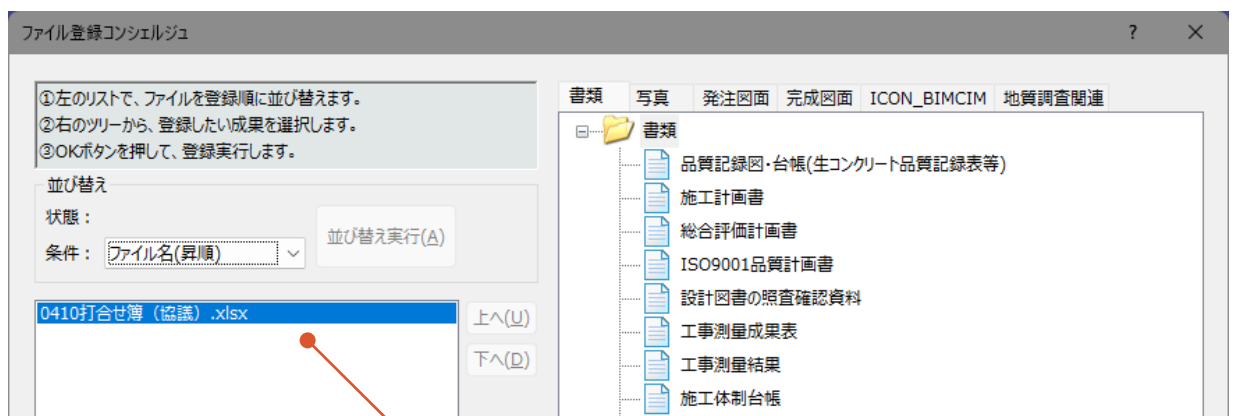 ファイル登録コンシェルジュ
①左のリストで、ファイルを登録順に並び替えます。
②右のツリーから、登録したい成果を選択します。
③OKボタンを押して、登録実行します。
並び替え
状態：
条件： ファイル名(昇順)
並び替え実行(A)
0410打合せ簿（協議）.xlsx
上へ(U)
下へ(D)
書類 写真 発注図面 完成図面 ICON_BIMCIM 地質調査関連
書類
品質記録図・台帳(生コンクリート品質記録表等)
施工計画書
総合評価計画書
ISO9001品質計画書
設計図書の照査確認資料
工事測量成果表
工事測量結果
施工体制台帳